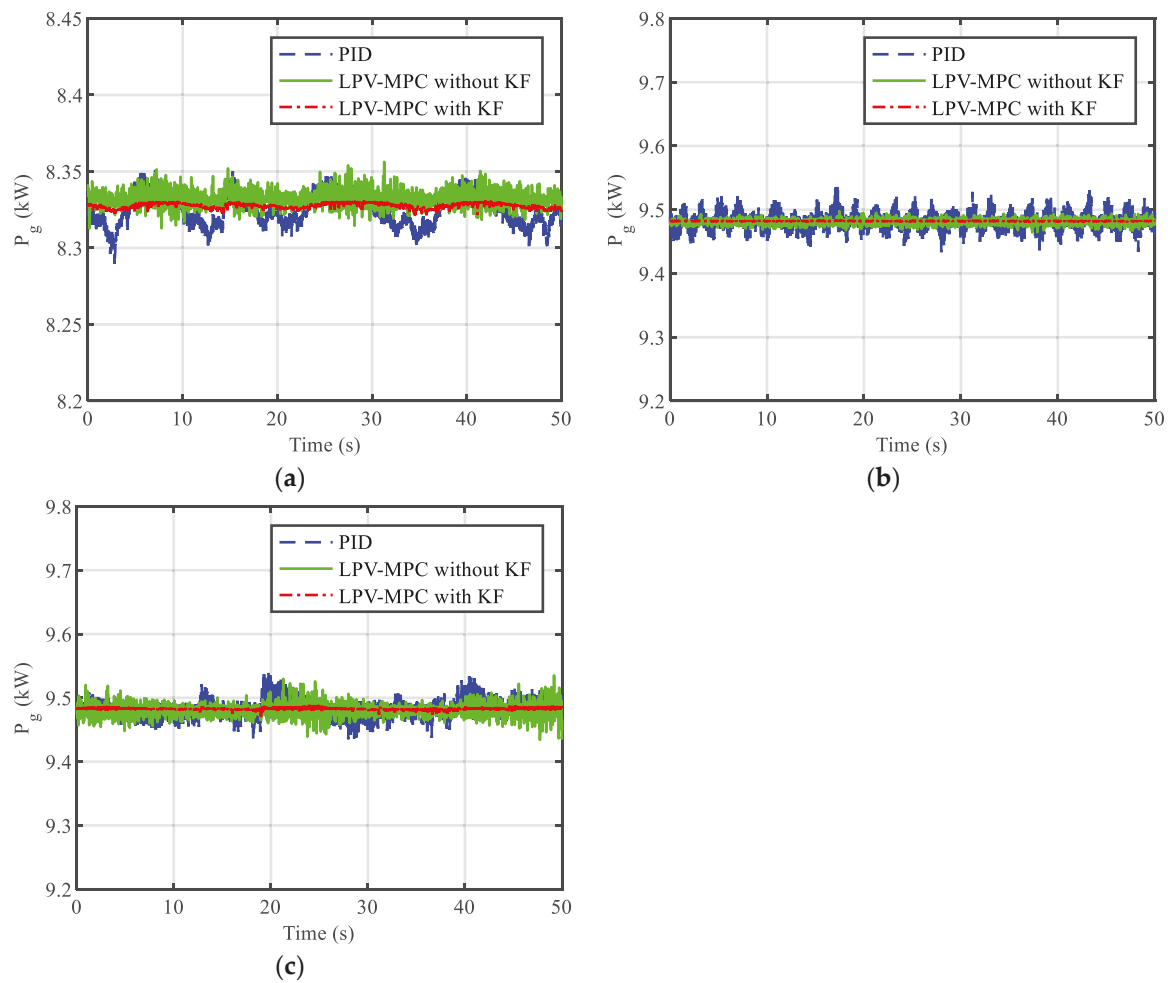 8.45
8.4
8.35
8.3
8.25
8.2
P g (kW)
PID
LPV-MPC without KF
LPV-MPC with KF
0 10 20 30 40 50
Time (s)
(a)
9.8
9.7
9.6
9.5
9.4
9.3
9.2
P g (kW)
PID
LPV-MPC without KF
LPV-MPC with KF
0 10 20 30 40 50
Time (s)
(b)
9.8
9.7
9.6
9.5
9.4
9.3
9.2
P g (kW)
PID
LPV-MPC without KF
LPV-MPC with KF
0 10 20 30 40 50
Time (s)
(c)